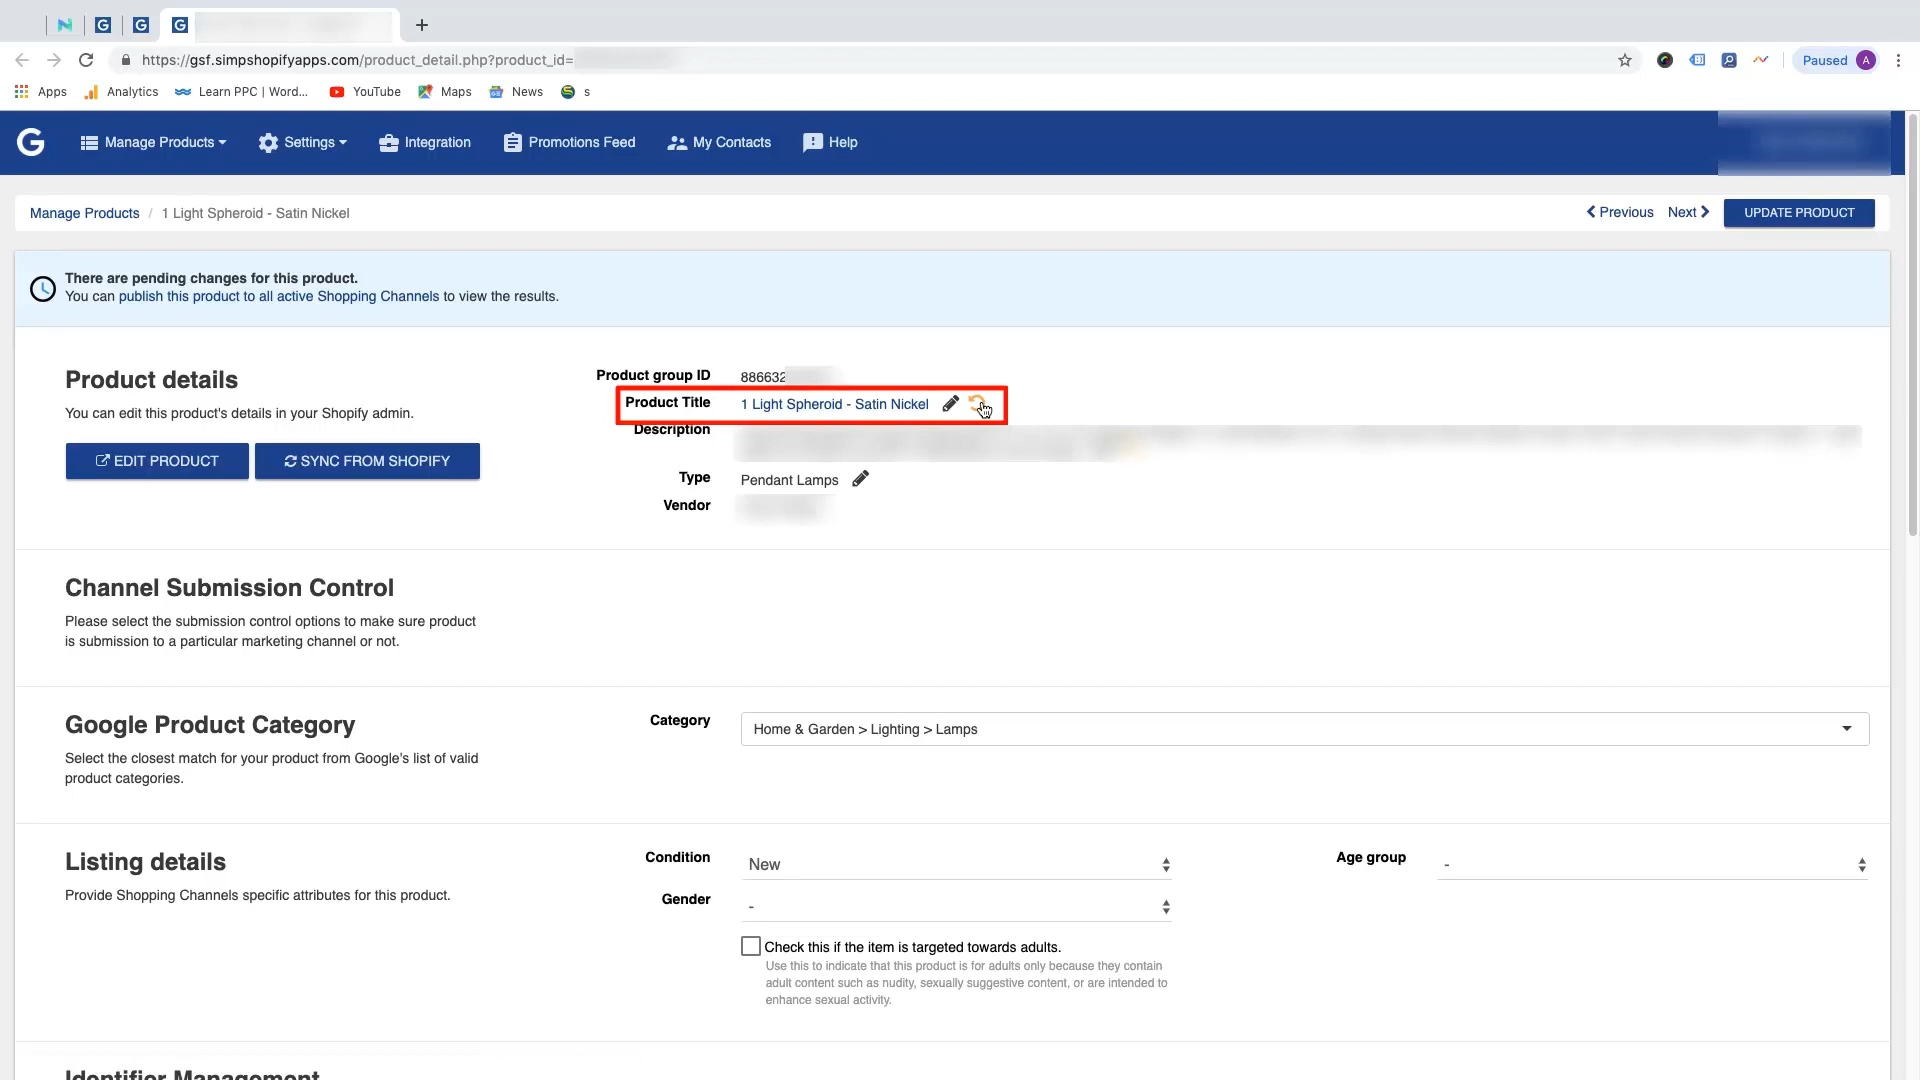 https://gsf.simpshopifyapps.com/product_detail.php?product_id=
Paused A
Apps Analytics Learn PPC | Word... YouTube Maps News s
G Manage Products Settings Integration Promotions Feed My Contacts Help
Manage Products / 1 Light Spheroid - Satin Nickel
Previous Next UPDATE PRODUCT
There are pending changes for this product.
You can publish this product to all active Shopping Channels to view the results.
Product details
You can edit this product's details in your Shopify admin.
EDIT PRODUCT SYNC FROM SHOPIFY
Product group ID 886632
Product Title 1 Light Spheroid - Satin Nickel
Description
Type Pendant Lamps
Vendor
Channel Submission Control
Please select the submission control options to make sure product
is submission to a particular marketing channel or not.
Google Product Category
Select the closest match for your product from Google's list of valid
product categories.
Category Home & Garden > Lighting > Lamps
Listing details
Provide Shopping Channels specific attributes for this product.
Condition New
Age group -
Gender -
Check this if the item is targeted towards adults.
Use this to indicate that this product is for adults only because they contain
adult content such as nudity, sexually suggestive content, or are intended to
enhance sexual activity.
Identifier Management